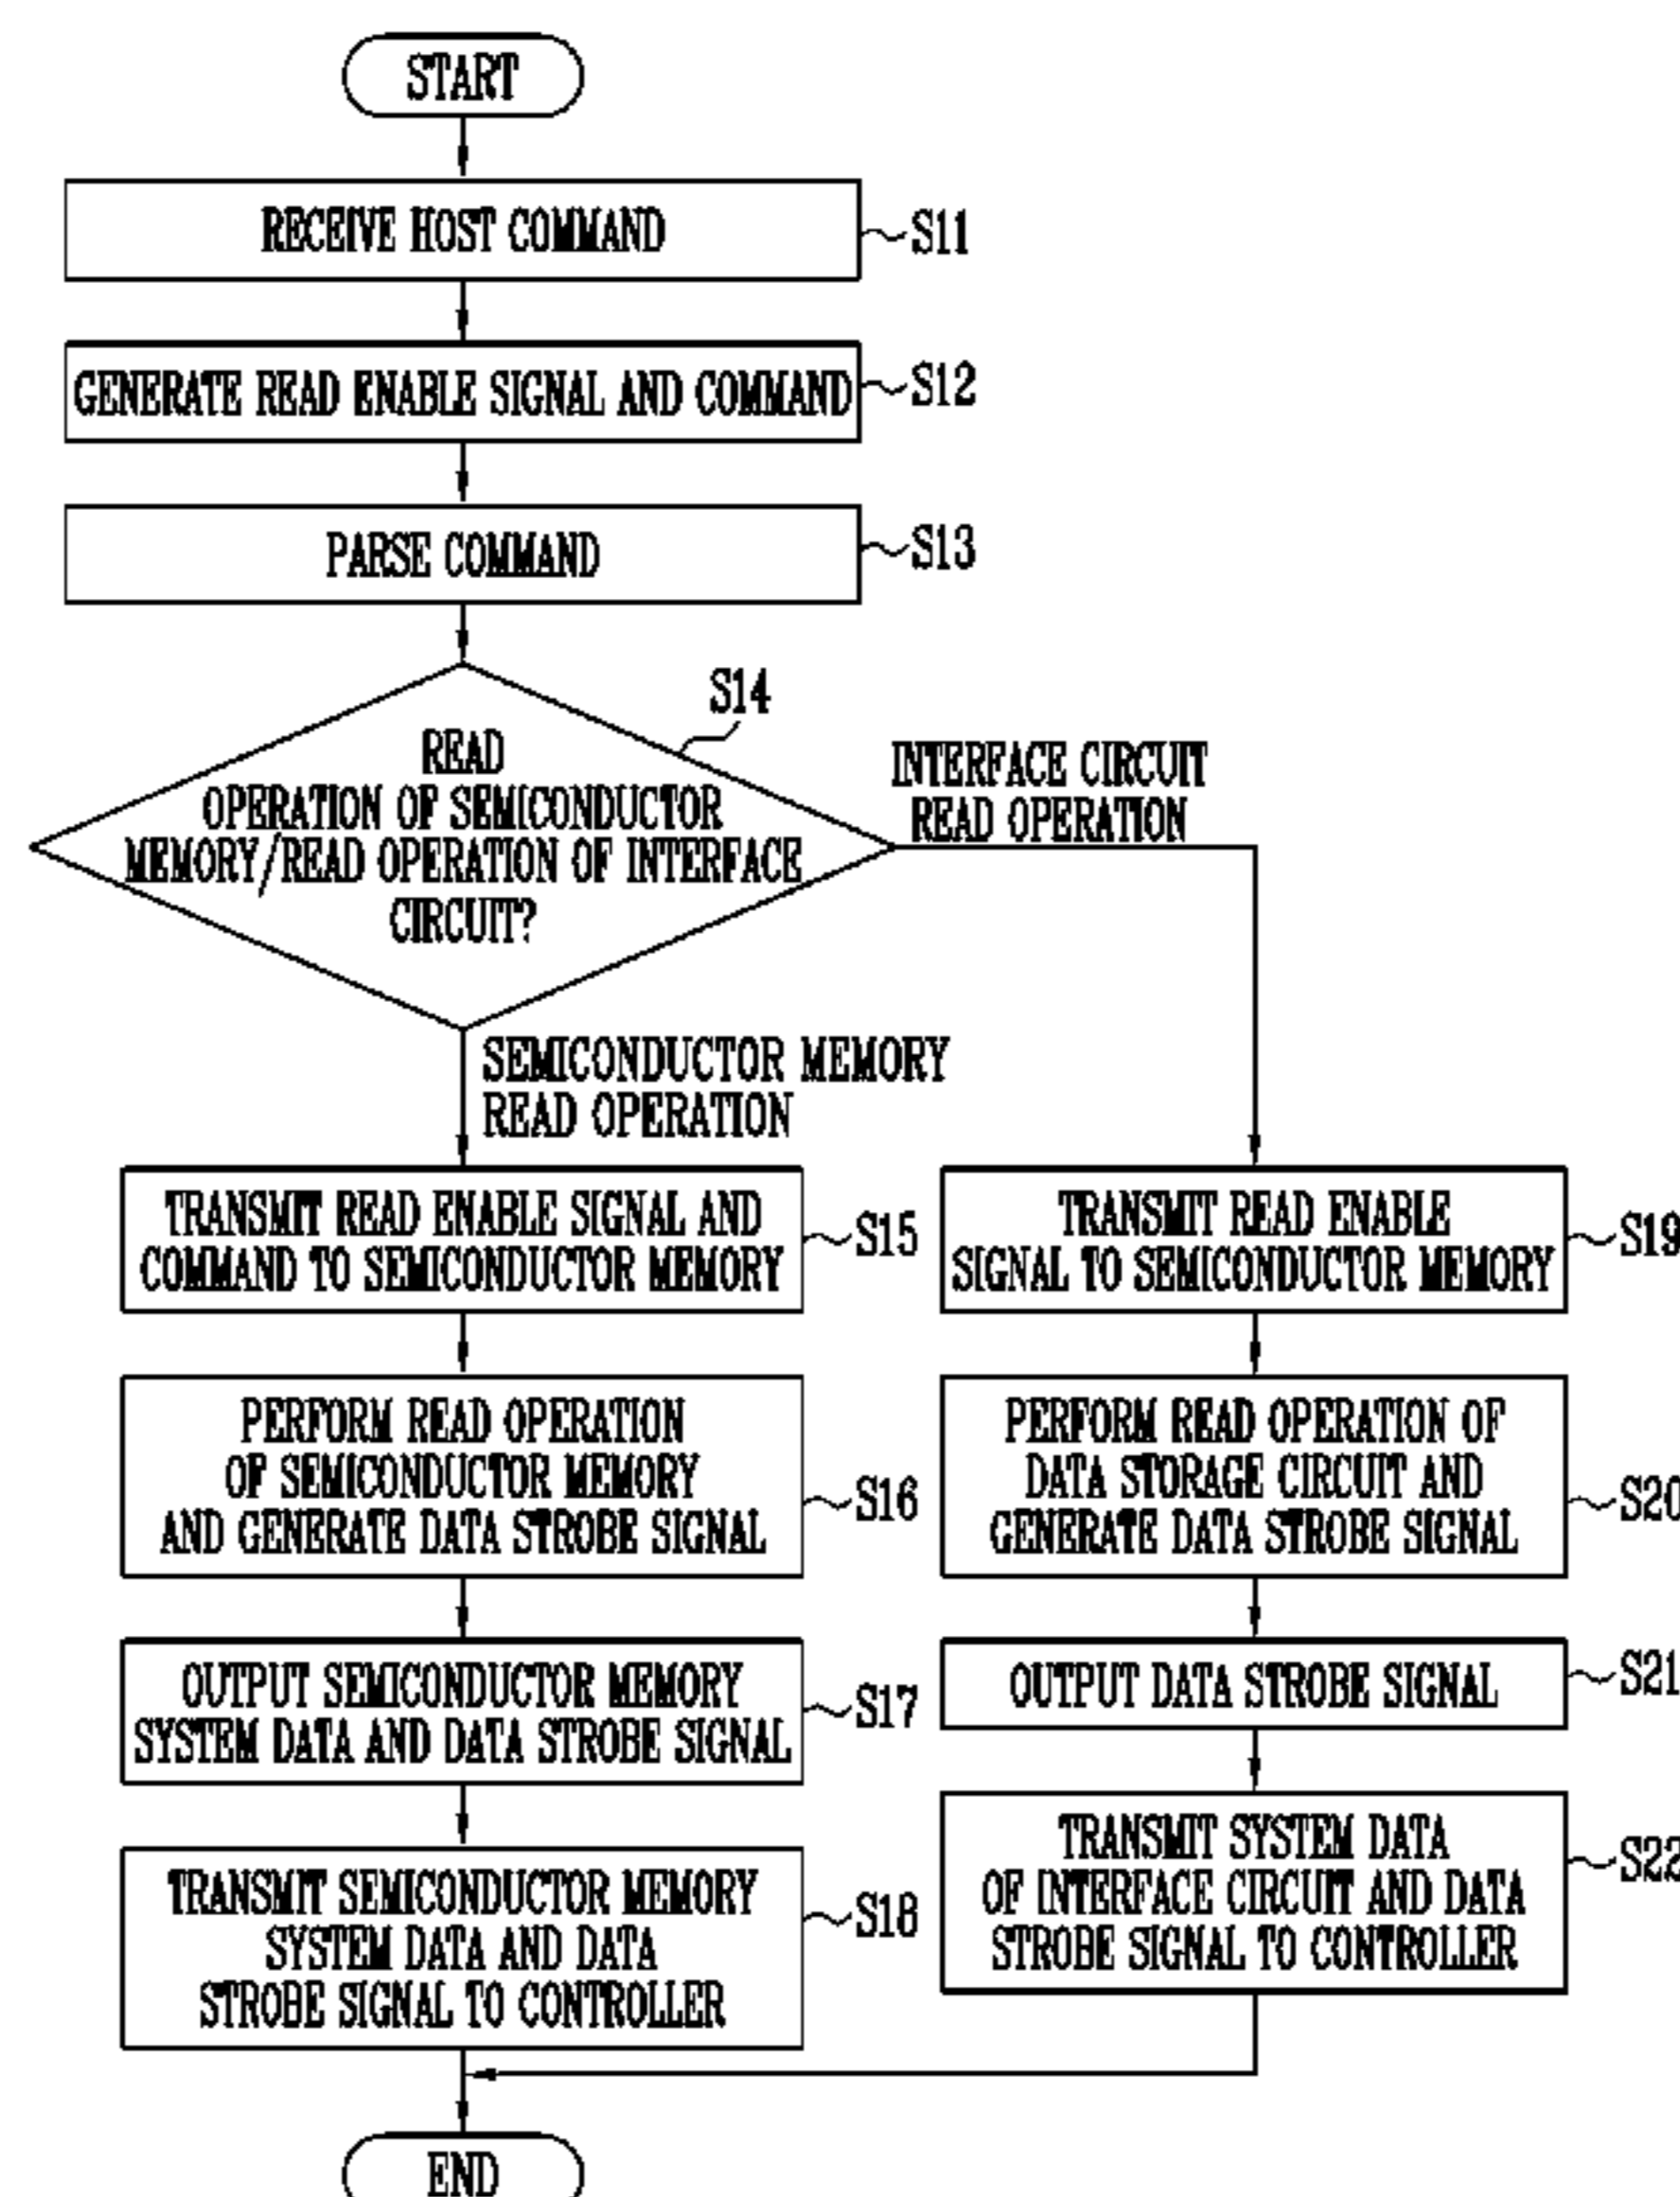 START
RECEIVE HOST COMMAND
S11
GENERATE READ ENABLE SIGNAL AND COMMAND
S12
PARSE COMMAND
S13
S14
READ
OPERATION OF SEMICONDUCTOR
MEMORY/READ OPERATION OF INTERFACE
CIRCUIT?
INTERFACE CIRCUIT
READ OPERATION
SEMICONDUCTOR MEMORY
READ OPERATION
TRANSMIT READ ENABLE SIGNAL AND
COMMAND TO SEMICONDUCTOR MEMORY
S15
TRANSMIT READ ENABLE
SIGNAL TO SEMICONDUCTOR MEMORY
S19
PERFORM READ OPERATION
OF SEMICONDUCTOR MEMORY
AND GENERATE DATA STROBE SIGNAL
S16
PERFORM READ OPERATION OF
DATA STORAGE CIRCUIT AND
GENERATE DATA STROBE SIGNAL
S20
OUTPUT SEMICONDUCTOR MEMORY
SYSTEM DATA AND DATA STROBE SIGNAL
S17
OUTPUT DATA STROBE SIGNAL
S21
TRANSMIT SEMICONDUCTOR MEMORY
SYSTEM DATA AND DATA
STROBE SIGNAL TO CONTROLLER
S18
TRANSMIT SYSTEM DATA
OF INTERFACE CIRCUIT AND DATA
STROBE SIGNAL TO CONTROLLER
S22
END